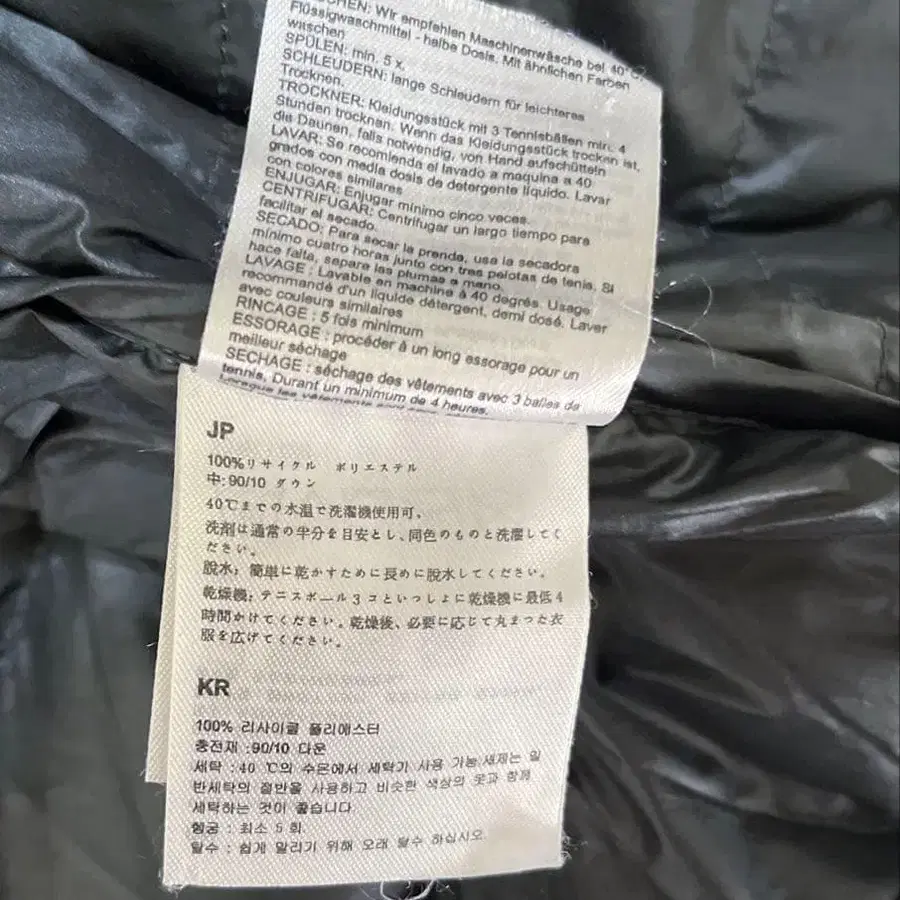 CHEN: Wir empfehlen Maschinenwäsche bei 40°C.
Flüssigwaschmittel - halbe Dosis. Mit ähnlichen Farben
waschen
SPÜLEN: min. 5 x.
SCHLEUDERN: lange Schleudern für leichteres
Trocknen.
TROCKNER: Kleidungsstück mit 3 Tennisbällen min. 4
Stunden trocknen. Wenn das Kleidungsstück trocken ist,
die Daunen, falls notwendig, von Hand aufschütteln
LAVAR: Se recomienda el lavado a maquina a 40
grados con media dosis de detergente líquido. Lavar
con colores similares
ENJUGAR: Enjugar mínimo cinco veces.
CENTRIFUGAR: Centrifugar un largo tiempo para
facilitar el secado.
SECADO: Para secar la prenda, usa la secadora
mínimo cuatro horas junto con tres pelotas de tenis. Si
hace falta, separe las plumas a mano.
LAVAGE : Lavable en machine à 40 degrés. Usage
recommandé d'un liquide détergent, demi dosé. Laver
avec couleurs similaires
RINCAGE : 5 fois minimum
ESSORAGE : procéder à un long essorage pour un
meilleur séchage
SECHAGE : séchage des vêtements avec 3 balles de
tennis. Durant un minimum de 4 heures.
Lorsque les vêtements sont
JP
100%リサイクル ポリエステル
中: 90/10 ダウン
40℃までの水温で洗濯機使用可、
洗剤は通常の半分を目安とし、同色のものと洗濯してく
ださい。
脱水: 簡単に乾かすために長めに脱水してください。
乾燥機: テニスボール3コといっしょに乾燥機に最低4
時間かけてください。乾燥後、必要に応じて丸まった衣
服を広げてください。
KR
100% 리사이클 폴리에스터
충전재 :90/10 다운
세탁 : 40 ℃의 수온에서 세탁기 사용 가능.세제는 일
반세탁의 절반을 사용하고 비슷한 색상의 옷과 함께
세탁하는 것이 좋습니다.
헹굼 : 최소 5 회.
탈수 : 쉽게 말리기 위해 오래 탈수 하십시오